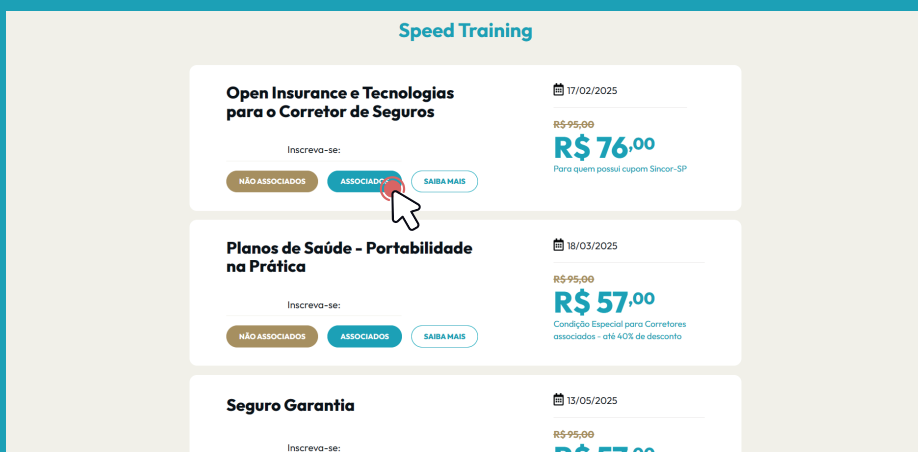 Speed Training
Open Insurance e Tecnologias
para o Corretor de Seguros
Inscreva-se:
NÃO ASSOCIADOS
ASSOCIADOS
SAIBA MAIS
17/02/2025
R$ 95,00
R$ 76,00
Para quem possui cupom Sincor-SP
Planos de Saúde - Portabilidade
na Prática
Inscreva-se:
NÃO ASSOCIADOS
ASSOCIADOS
SAIBA MAIS
18/03/2025
R$ 95,00
R$ 57,00
Condição Especial para Corretores
associados - até 40% de desconto
Seguro Garantia
Inscreva-se:
13/05/2025
R$ 95,00
R$ 57,00